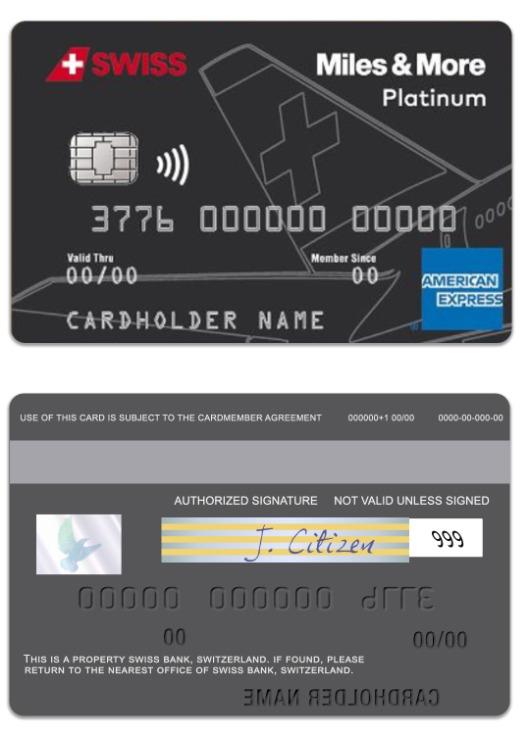 SWISS
Miles & More
Platinum
3776 000000 00000 000
Valid Thru Member Since
00/00 00
AMERICAN
EXPRESS
CARDHOLDER NAME
USE OF THIS CARD IS SUBJECT TO THE CARDMEMBER AGREEMENT 000000+1 00/00 0000-00-000-00
AUTHORIZED SIGNATURE NOT VALID UNLESS SIGNED
J. Citizen 999
3776 000000 00000
00 00/00
THIS IS A PROPERTY SWISS BANK, SWITZERLAND. IF FOUND, PLEASE
RETURN TO THE NEAREST OFFICE OF SWISS BANK, SWITZERLAND.
CARDHOLDER NAME